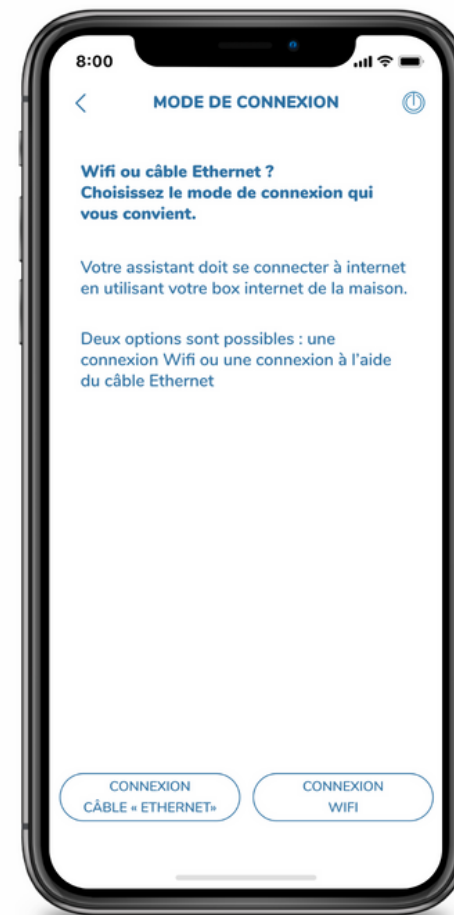 8:00
MODE DE CONNEXION
Wifi ou câble Ethernet ?
Choisissez le mode de connexion qui
vous convient.
Votre assistant doit se connecter à internet
en utilisant votre box internet de la maison.
Deux options sont possibles : une
connexion Wifi ou une connexion à l'aide
du câble Ethernet
CONNEXION
CÂBLE « ETHERNET»
CONNEXION
WIFI